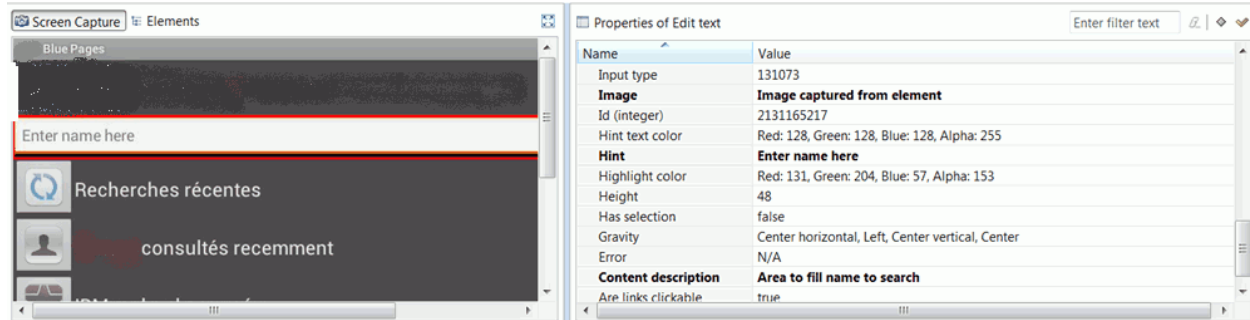 Screen Capture Elements
Blue Pages
Enter name here
Recherches récentes
consultés recemment
Properties of Edit text Enter filter text
Name Value
Input type 131073
Image Image captured from element
Id (integer) 2131165217
Hint text color Red: 128, Green: 128, Blue: 128, Alpha: 255
Hint Enter name here
Highlight color Red: 131, Green: 204, Blue: 57, Alpha: 153
Height 48
Has selection false
Gravity Center horizontal, Left, Center vertical, Center
Error N/A
Content description Area to fill name to search
Are links clickable true